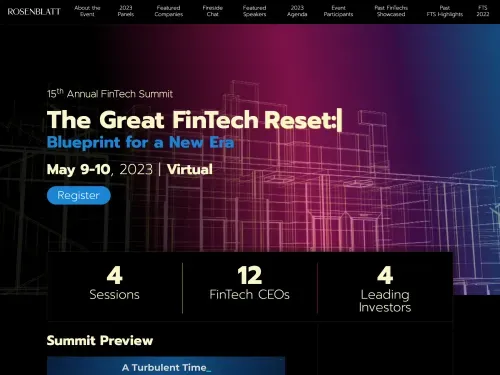 ROSENBLATT
About the Event
2023 Panels
Featured Companies
Fireside Chat
Featured Speakers
2023 Agenda
Event Participants
Past FinTechs Showcased
Past FTS Highlights
FTS 2022
15th Annual FinTech Summit
The Great FinTech Reset:
Blueprint for a New Era
May 9-10, 2023 | Virtual
Register
4
Sessions
12
FinTech CEOs
4
Leading
Investors
Summit Preview
A Turbulent Time_